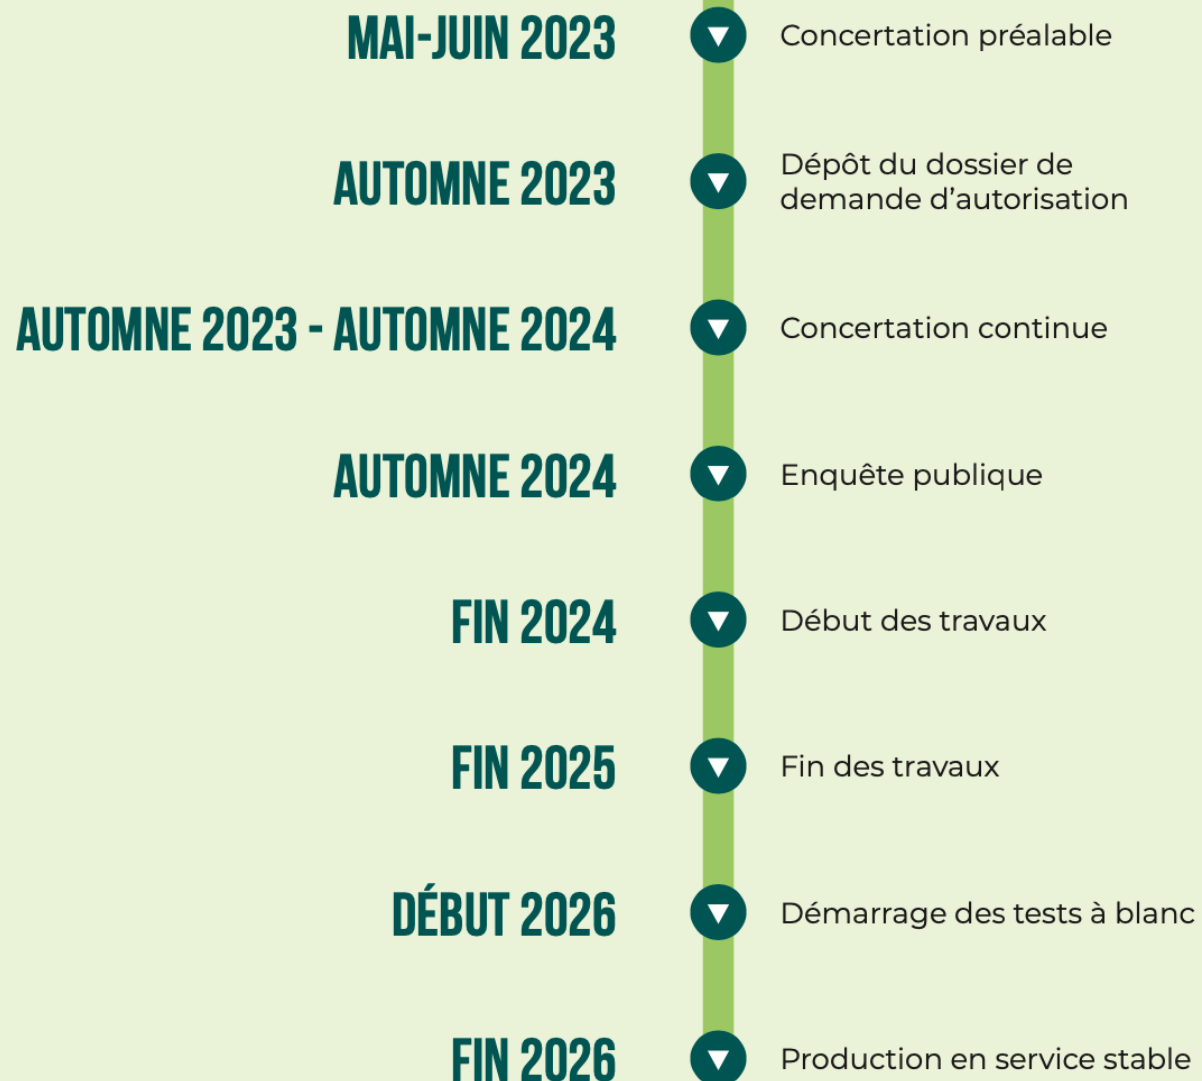 MAI-JUIN 2023
Concertation préalable
AUTOMNE 2023
Dépôt du dossier de
demande d’autorisation
AUTOMNE 2023 - AUTOMNE 2024
Concertation continue
AUTOMNE 2024
Enquête publique
FIN 2024
Début des travaux
FIN 2025
Fin des travaux
DÉBUT 2026
Démarrage des tests à blanc
FIN 2026
Production en service stable